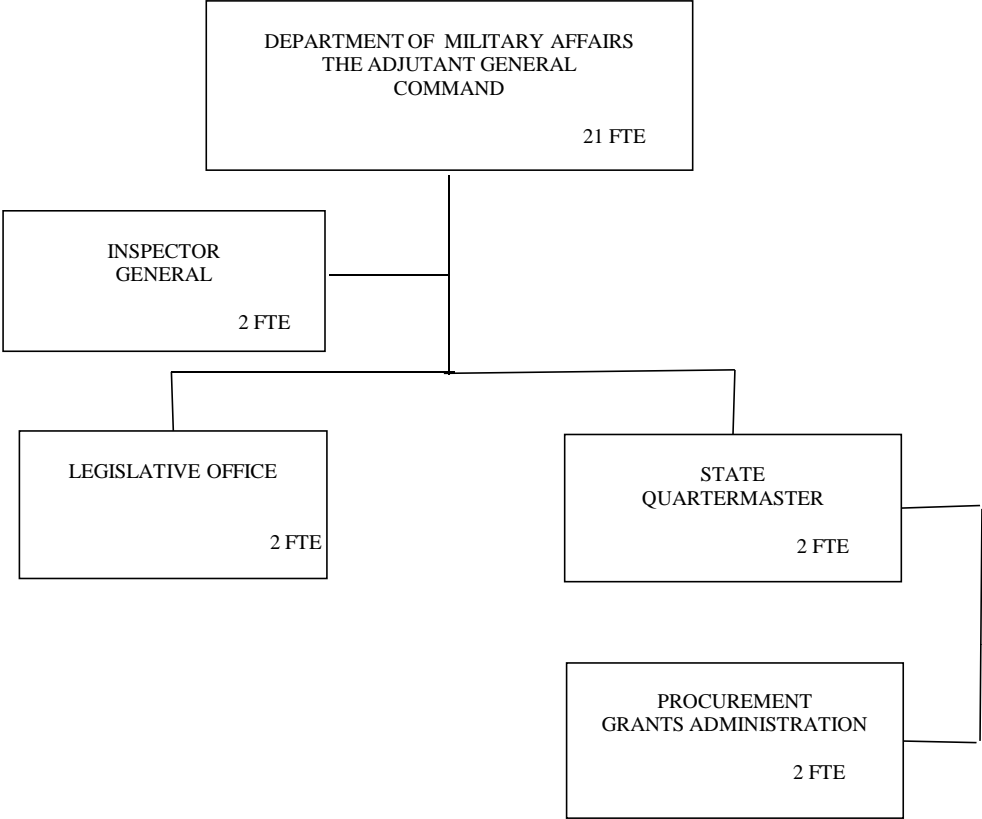 DEPARTMENT OF MILITARY AFFAIRS
THE ADJUTANT GENERAL
COMMAND
21 FTE
INSPECTOR
GENERAL
2 FTE
LEGISLATIVE OFFICE
2 FTE
STATE
QUARTERMASTER
2 FTE
PROCUREMENT
GRANTS ADMINISTRATION
2 FTE